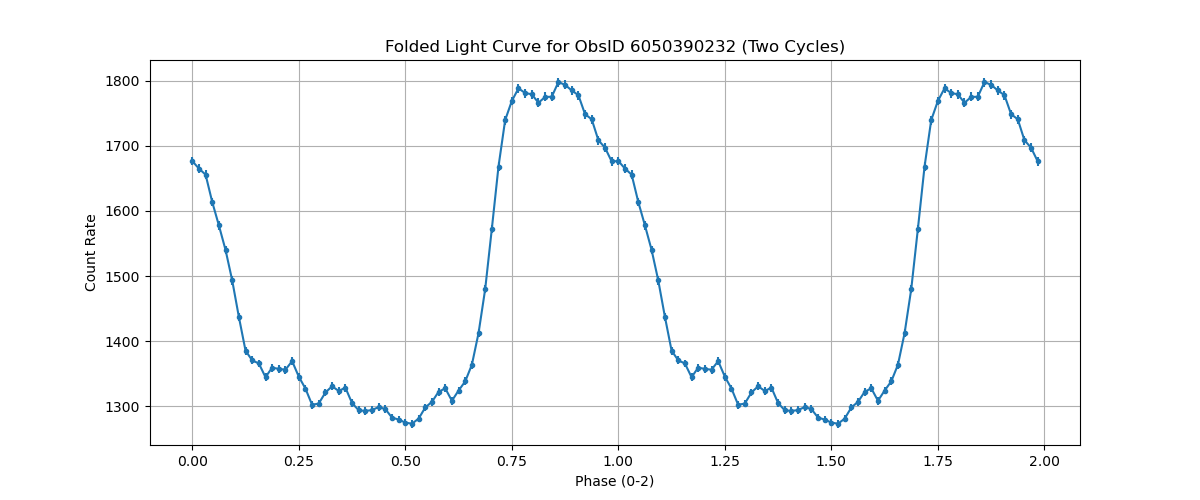 Folded Light Curve for ObsID 6050390232 (Two Cycles)
1800
1700
1600
1500
1400
1300
Count Rate
0.00 0.25 0.50 0.75 1.00 1.25 1.50 1.75 2.00
Phase (0-2)